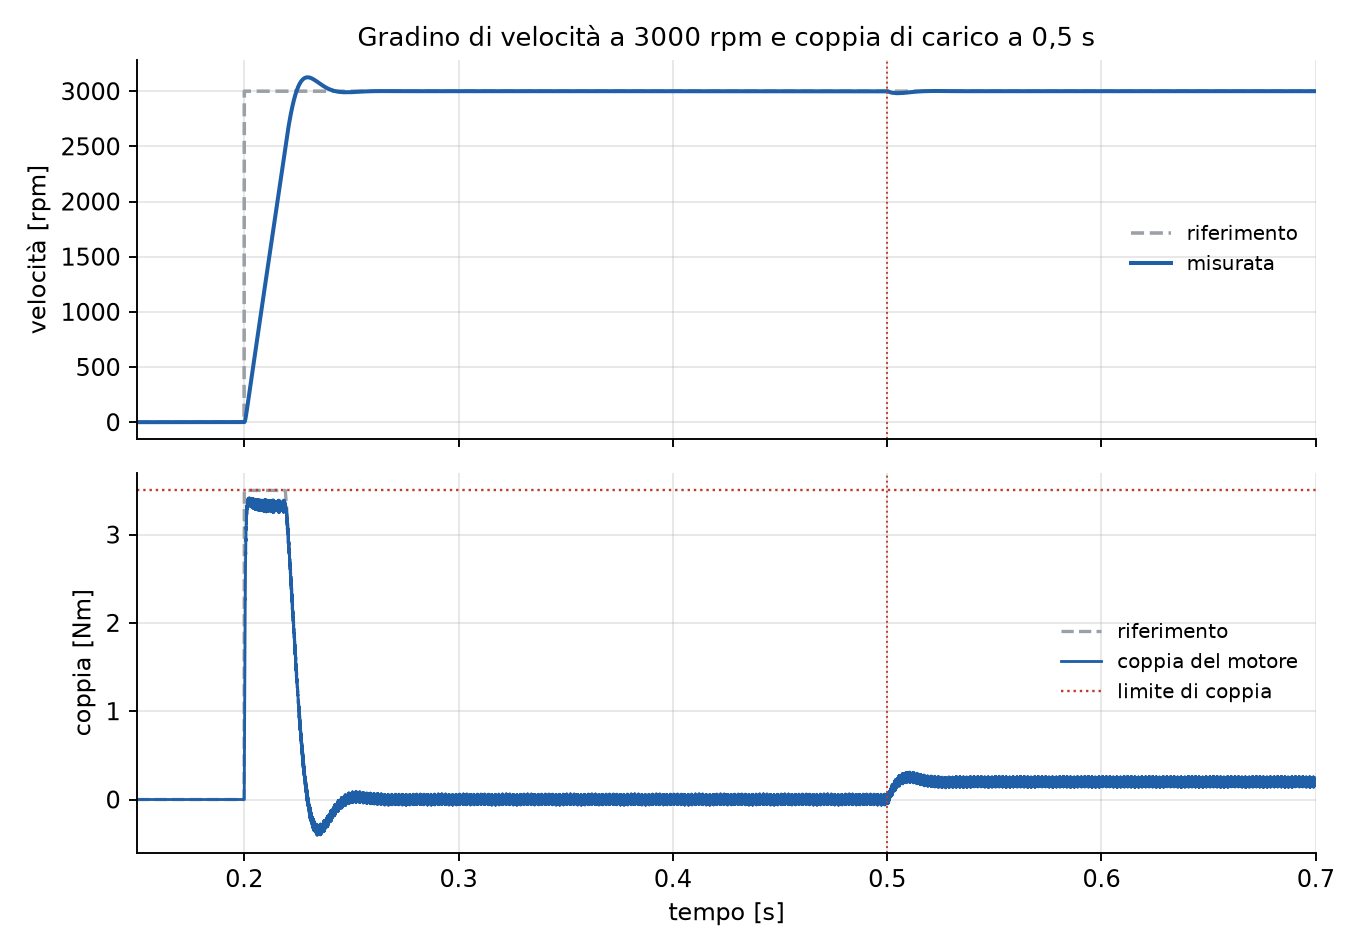 Gradino di velocità a 3000 rpm e coppia di carico a 0,5 s
3000
2500
2000
1500
1000
500
0
velocità [rpm]
riferimento
misurata
3
2
1
0
coppia [Nm]
riferimento
coppia del motore
limite di coppia
0.2
0.3
0.4
0.5
0.6
0.7
tempo [s]